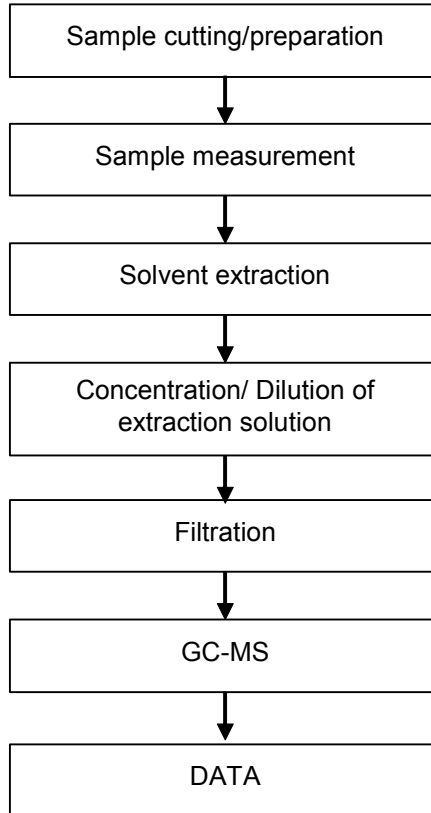 Sample cutting/preparation
Sample measurement
Solvent extraction
Concentration/ Dilution of
extraction solution
Filtration
GC-MS
DATA